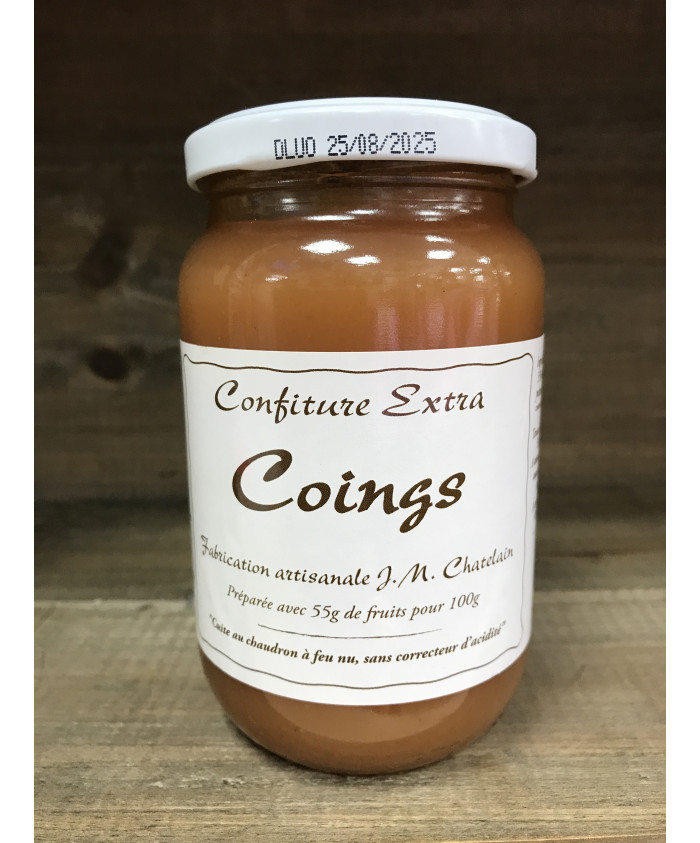 DLUO 25/08/2025
Confiture Extra
Coings
Fabrication artisanale J.M. Chatelain
Préparée avec 55g de fruits pour 100g
"Cuite au chaudron à feu nu, sans correcteur d'acidité"